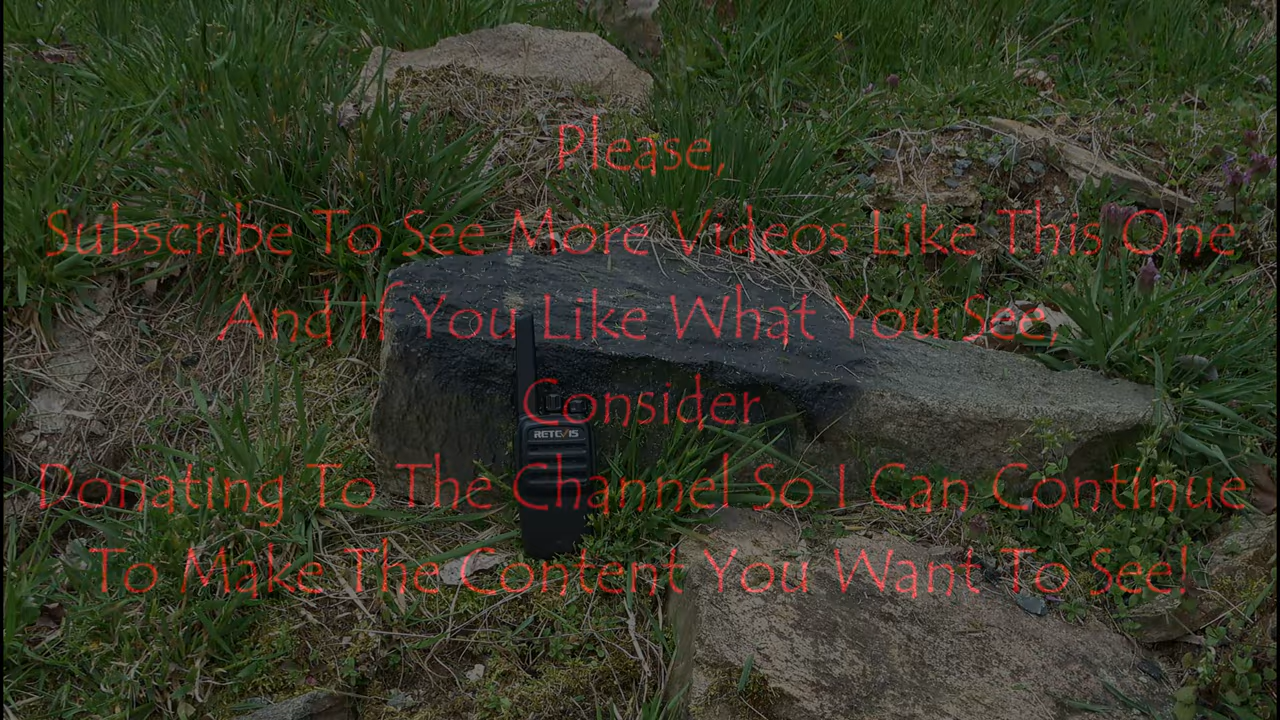 Please,
Subscribe To See More Videos Like This One
And If You Like What You See,
Consider
RETEVIS
Donating To The Channel So I Can Continue
To Make The Content You Want To See!